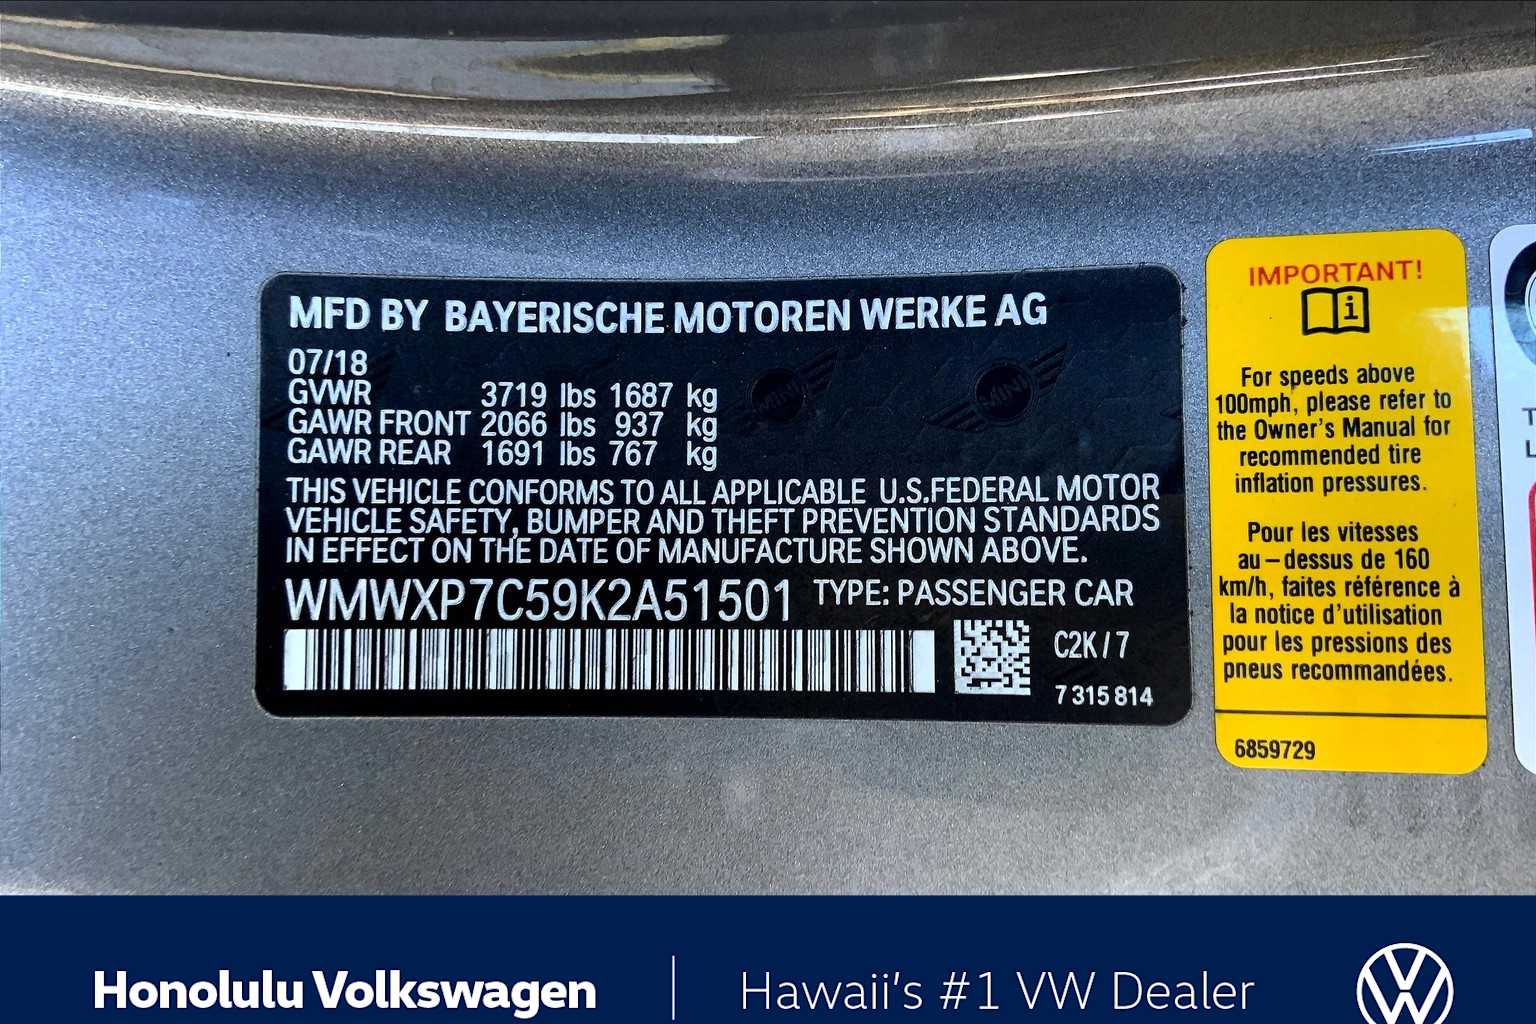 MFD BY BAYERISCHE MOTOREN WERKE AG
07/18
GVWR 3719 lbs 1687 kg
GAWR FRONT 2066 lbs 937 kg
GAWR REAR 1691 lbs 767 kg
THIS VEHICLE CONFORMS TO ALL APPLICABLE U.S.FEDERAL MOTOR
VEHICLE SAFETY, BUMPER AND THEFT PREVENTION STANDARDS
IN EFFECT ON THE DATE OF MANUFACTURE SHOWN ABOVE.
WMWXP7C59K2A51501 TYPE: PASSENGER CAR
C2K/7
7315814
MINI
MINI
IMPORTANT!
For speeds above
100mph, please refer to
the Owner's Manual for
recommended tire
inflation pressures.
Pour les vitesses
au-dessus de 160
km/h, faites référence à
la notice d'utilisation
pour les pressions des
pneus recommandées.
6859729
Honolulu Volkswagen
Hawaii's #1 VW Dealer